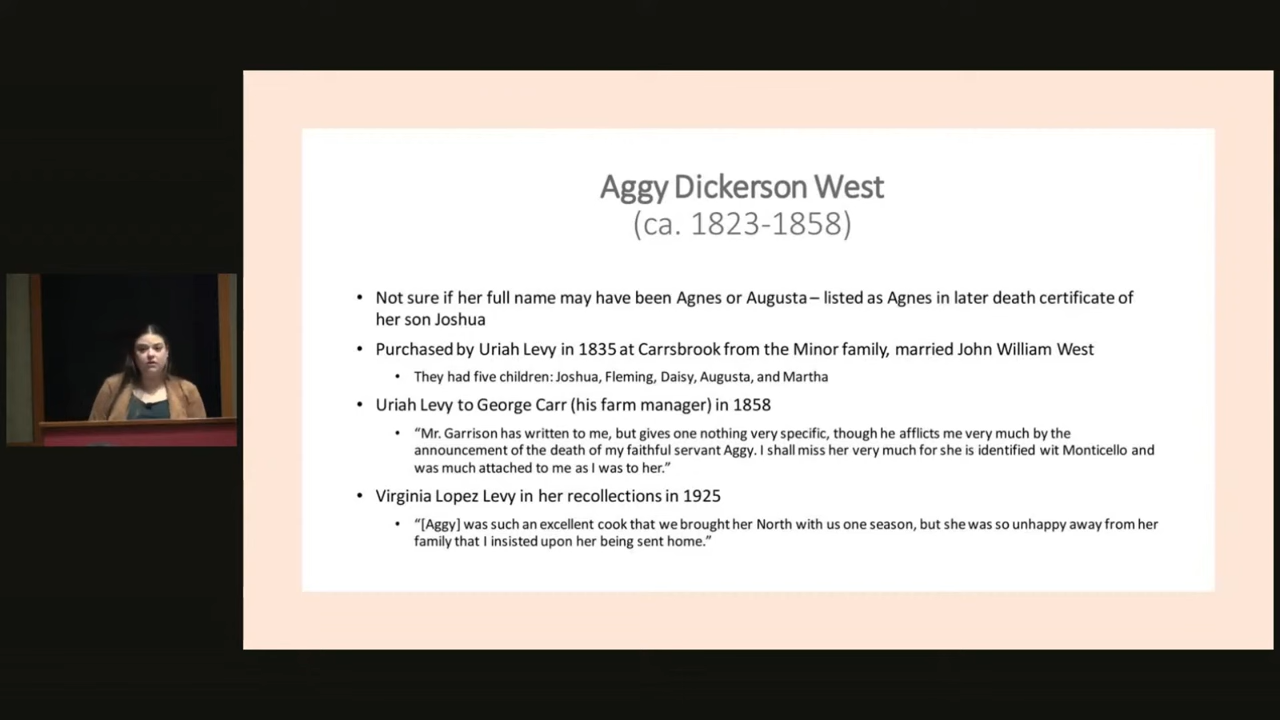 Aggy Dickerson West
(ca. 1823-1858)
• Not sure if her full name may have been Agnes or Augusta – listed as Agnes in later death certificate of
her son Joshua
• Purchased by Uriah Levy in 1835 at Carrsbrook from the Minor family, married John William West
• They had five children: Joshua, Fleming, Daisy, Augusta, and Martha
• Uriah Levy to George Carr (his farm manager) in 1858
• “Mr. Garrison has written to me, but gives one nothing very specific, though he afflicts me very much by the
announcement of the death of my faithful servant Aggy. I shall miss her very much for she is identified wit Monticello and
was much attached to me as I was to her.”
• Virginia Lopez Levy in her recollections in 1925
• “[Aggy] was such an excellent cook that we brought her North with us one season, but she was so unhappy away from her
family that I insisted upon her being sent home.”